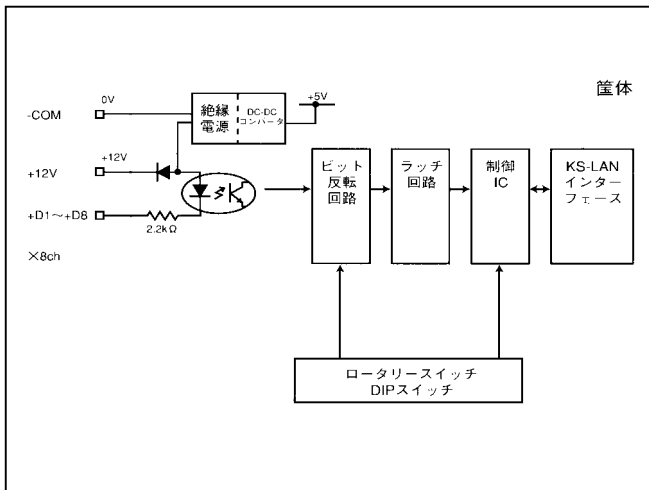 筐体
-COM
0V
絶縁
電源
DC-DC
コンバータ
+5V
+12V
+12V
+D1～+D8
2.2kΩ
×8ch
ビット
反転
回路
ラッチ
回路
制御
IC
KS-LAN
インター
フェース
ロータリースイッチ
DIPスイッチ